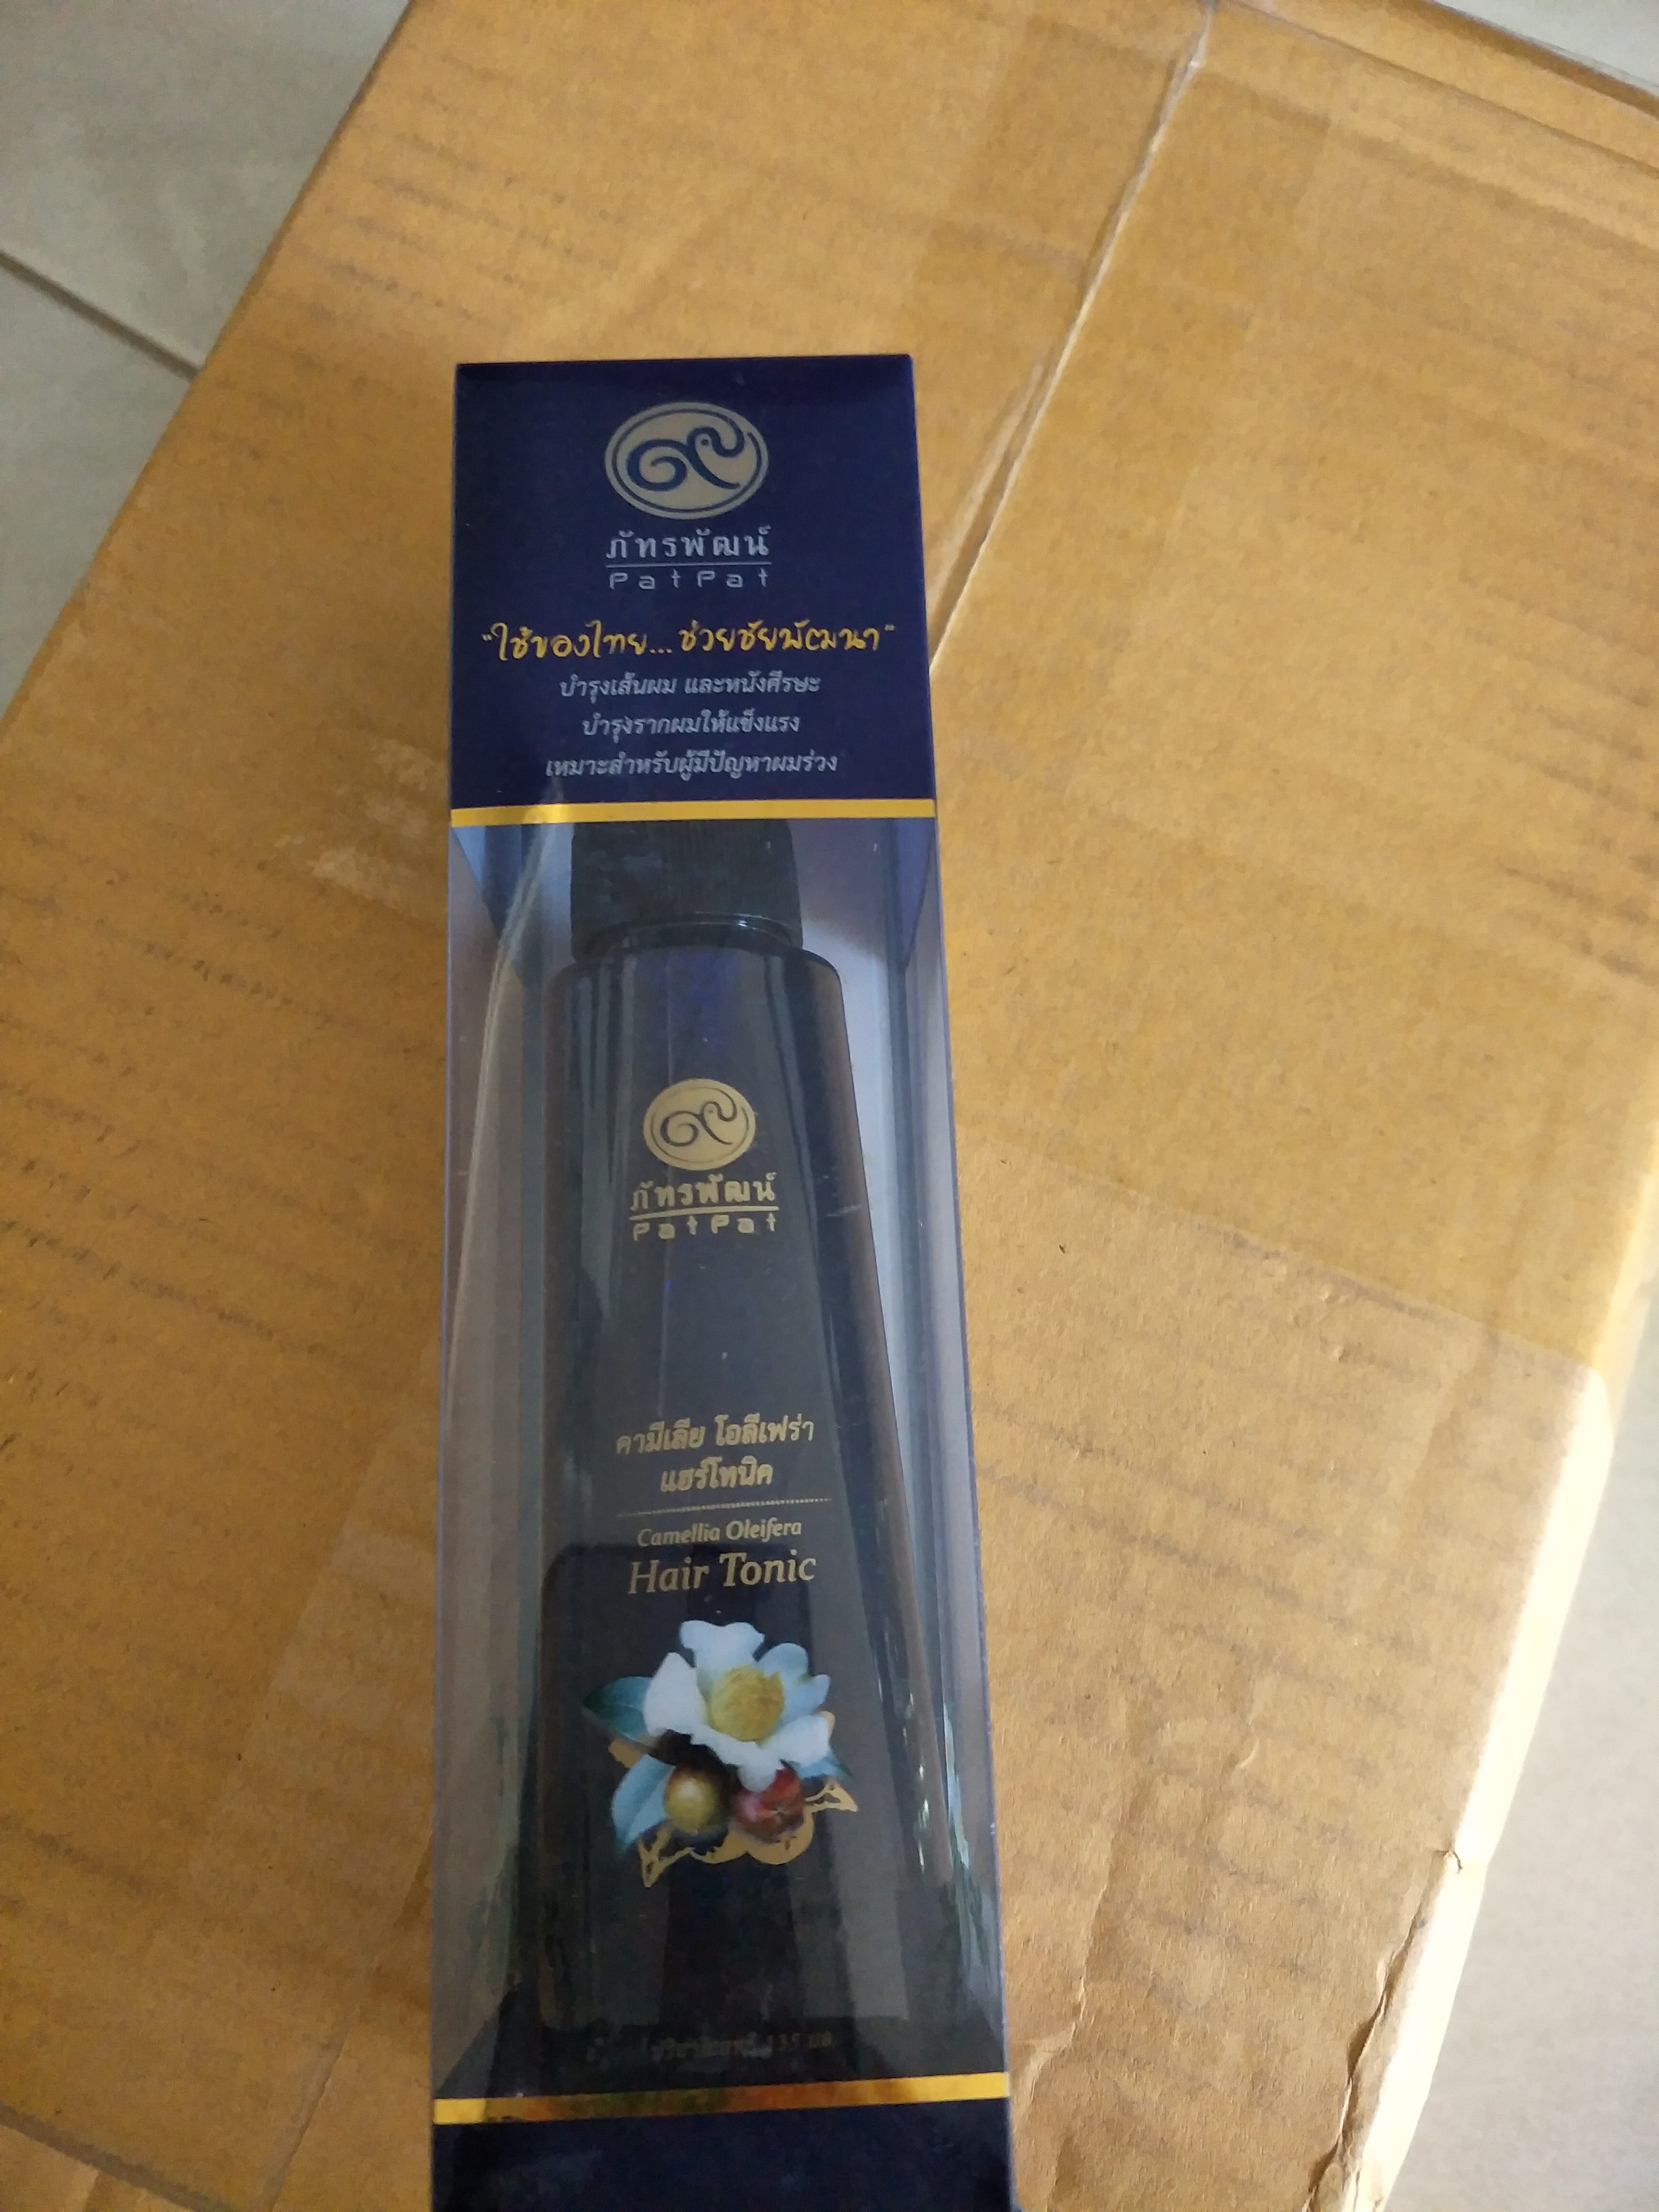 ภัทรพัฒน์
PatPat
"ใช้ของไทย...ช่วยชัยพัฒนา"
บำรุงเส้นผม และหนังศีรษะ
บำรุงรากผมให้แข็งแรง
เหมาะสำหรับผู้มีปัญหาผมร่วง
ภัทรพัฒน์
PatPat
คามีเลีย โอลีเฟร่า
แฮร์โทนิค
Camellia Oleifera
Hair Tonic